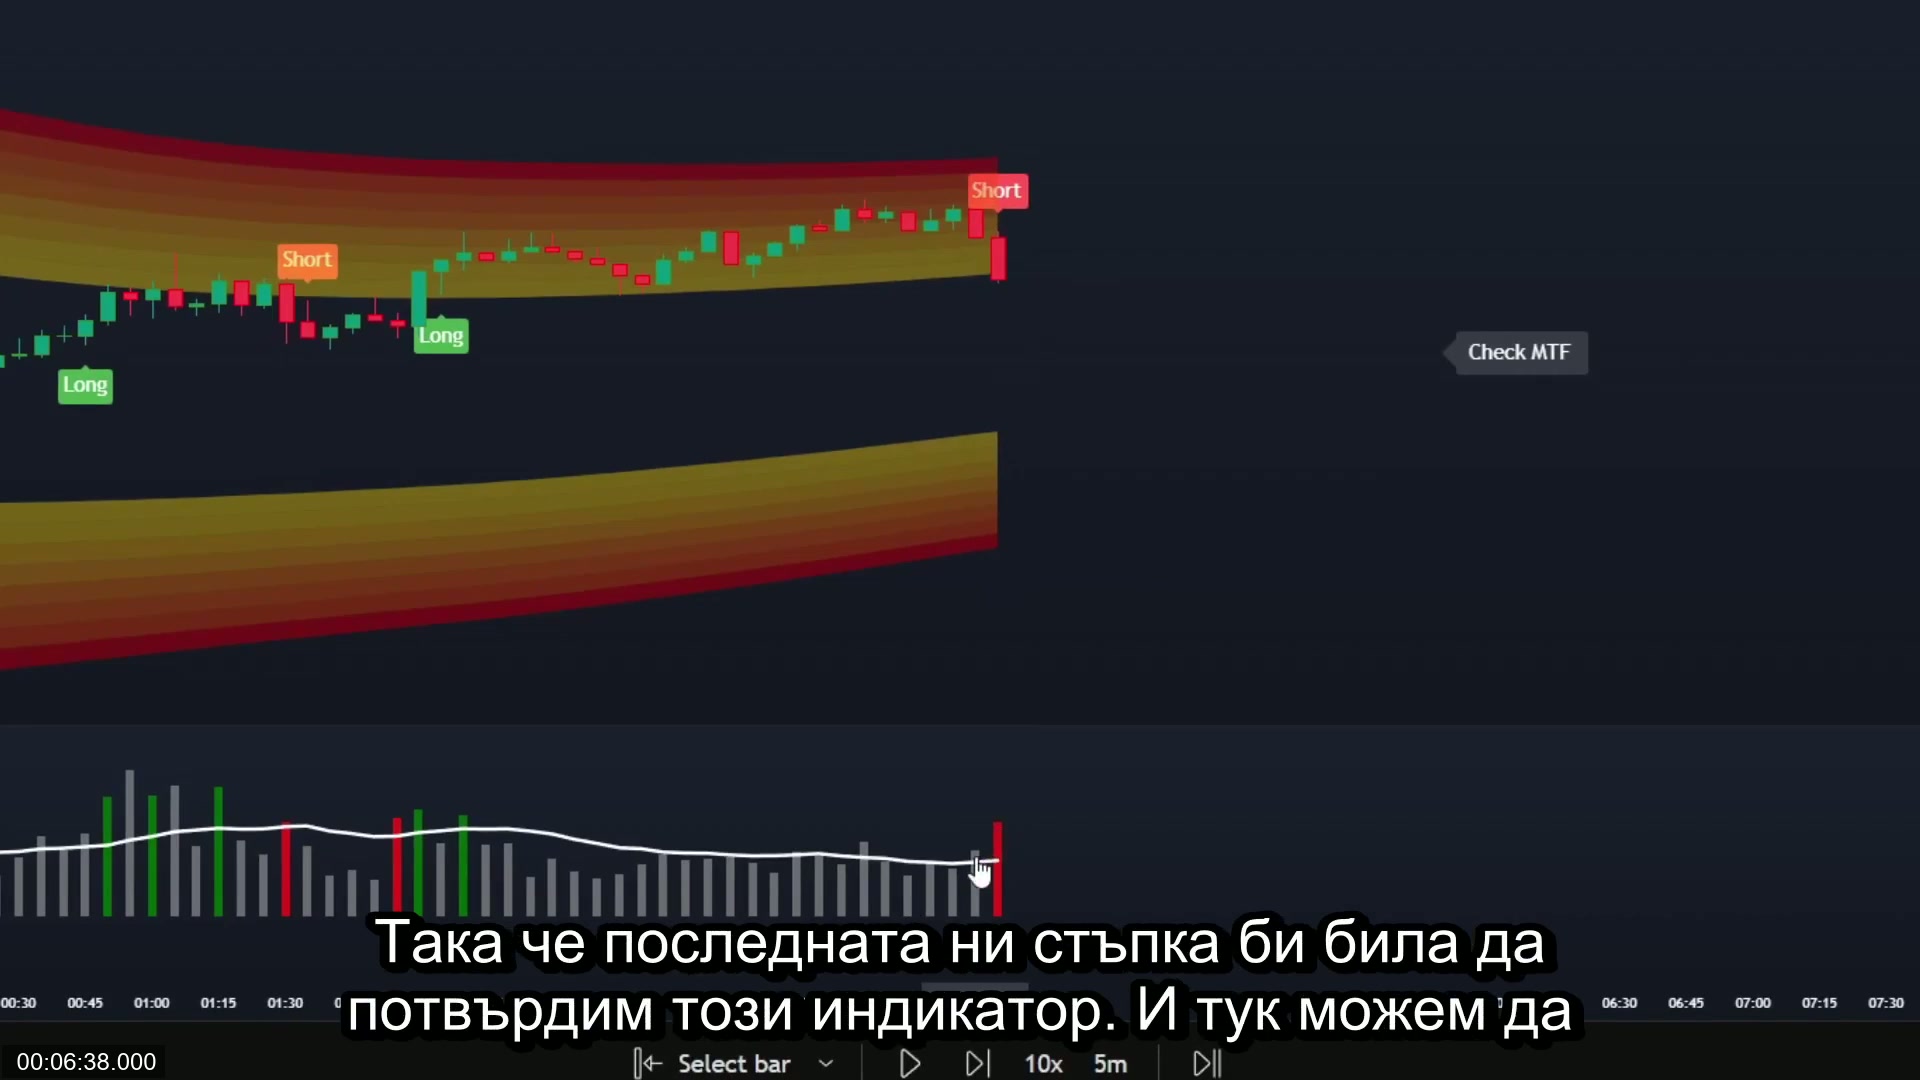 Short
Short
Long
Check MTF
Long
Така че последната ни стъпка би била да
00:30 00:45 01:00 01:15 01:30 06:30 06:45 07:00 07:15 07:30
потвърдим този индикатор. И тук можем да
00:06:38.000
Select bar 10x 5m